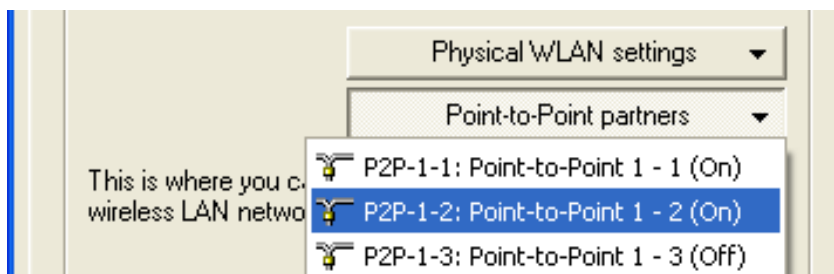 Physical WLAN settings
Point-to-Point partners
P2P-1-1: Point-to-Point 1 - 1 (On)
This is where you
wireless LAN P2P-1-2: Point-to-Point 1 - 2 (On)
P2P-1-3: Point-to-Point 1 - 3 (Off)